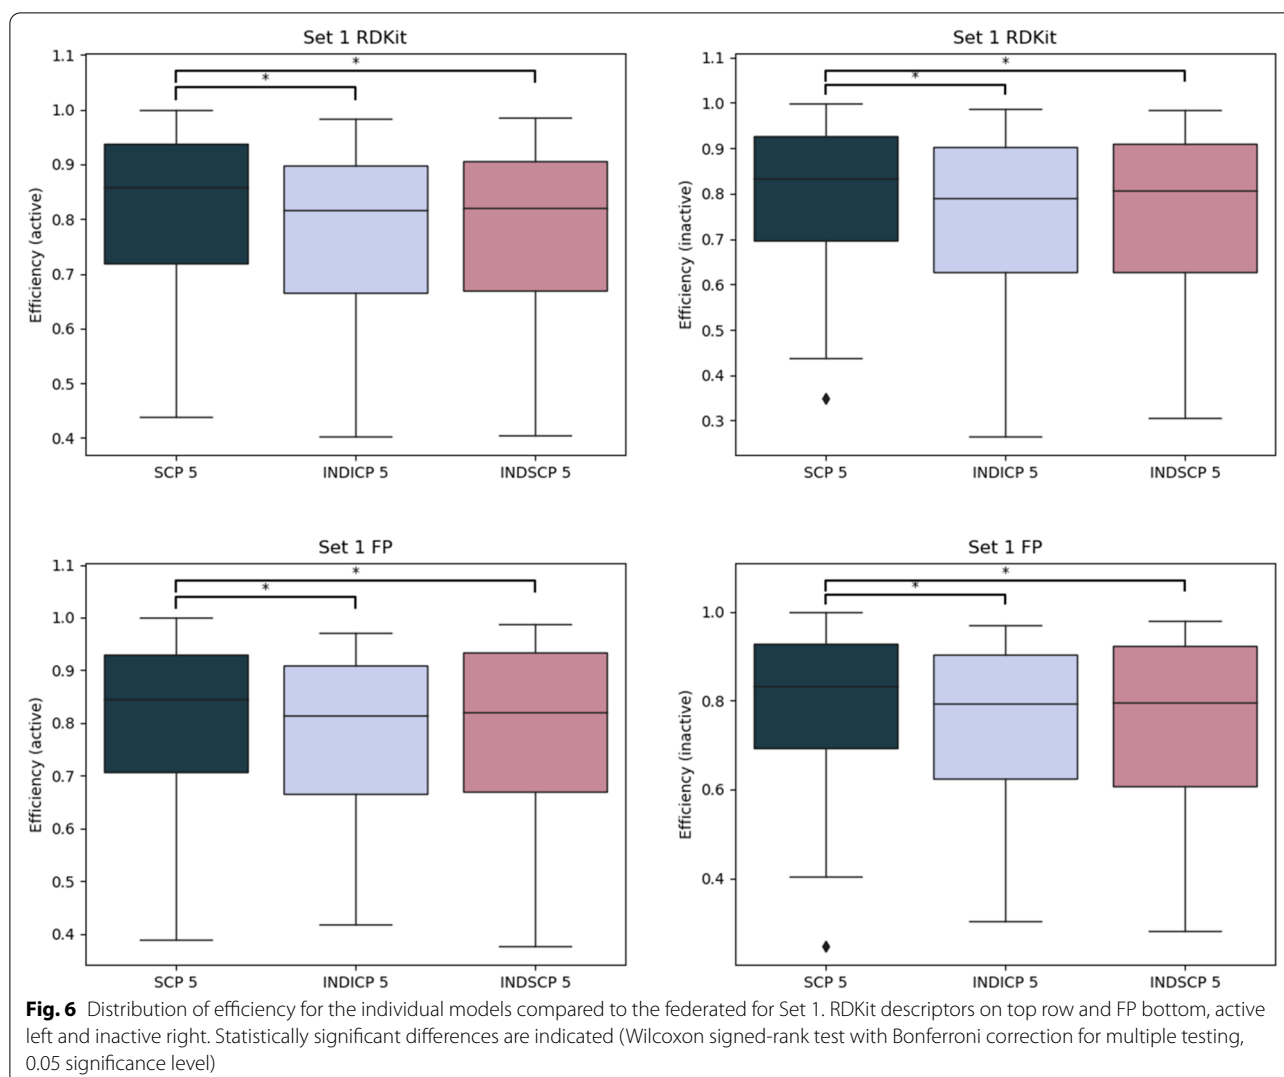 Set 1 RDKit
1.1
1.0
0.9
0.8
0.7
0.6
0.5
0.4
Efficiency (active)
*
*
SCP 5 INDICP 5 INDSCP 5
Set 1 RDKit
1.1
1.0
0.9
0.8
0.7
0.6
0.5
0.4
0.3
Efficiency (inactive)
*
*
SCP 5 INDICP 5 INDSCP 5
Set 1 FP
1.1
1.0
0.9
0.8
0.7
0.6
0.5
0.4
Efficiency (active)
*
*
SCP 5 INDICP 5 INDSCP 5
Set 1 FP
1.0
0.8
0.6
0.4
Efficiency (inactive)
*
*
SCP 5 INDICP 5 INDSCP 5
Fig. 6 Distribution of efficiency for the individual models compared to the federated for Set 1. RDKit descriptors on top row and FP bottom, active
left and inactive right. Statistically significant differences are indicated (Wilcoxon signed-rank test with Bonferroni correction for multiple testing,
0.05 significance level)